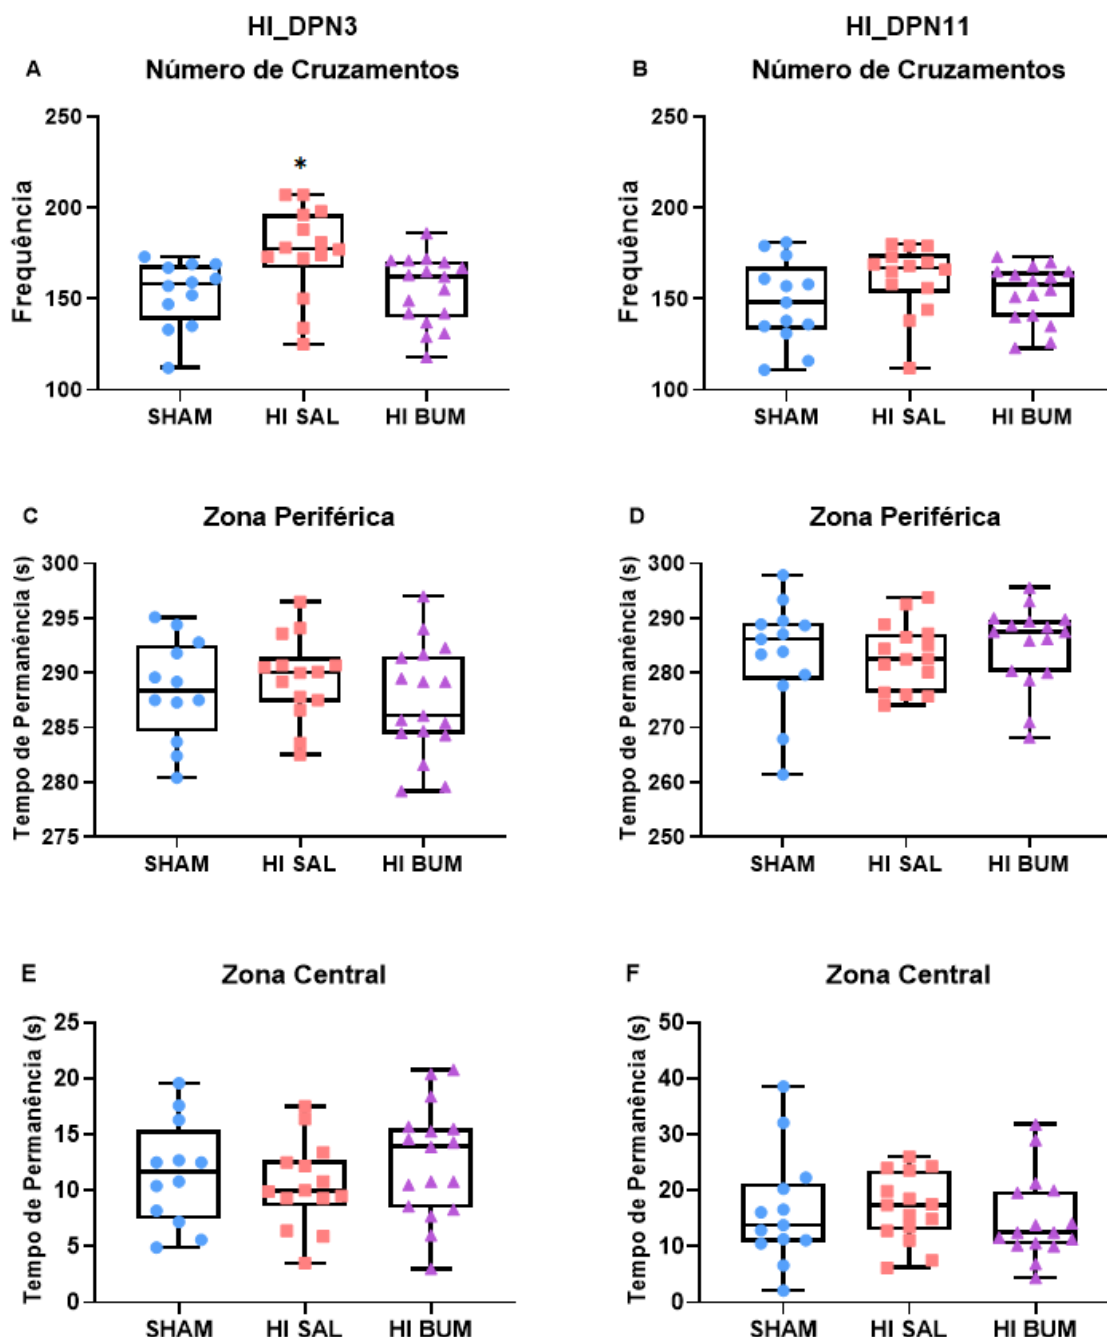 HI_DPN3
HI_DPN11
A
Número de Cruzamentos
B
Número de Cruzamentos
Frequência
250
200
150
100
*
SHAM
HI SAL
HI BUM
Frequência
250
200
150
100
SHAM
HI SAL
HI BUM
C
Zona Periférica
D
Zona Periférica
Tempo de Permanência (s)
300
295
290
285
280
275
SHAM
HI SAL
HI BUM
Tempo de Permanência (s)
300
290
280
270
260
250
SHAM
HI SAL
HI BUM
E
Zona Central
F
Zona Central
Tempo de Permanência (s)
25
20
15
10
5
0
SHAM
HI SAL
HI BUM
Tempo de Permanência (s)
50
40
30
20
10
0
SHAM
HI SAL
HI BUM